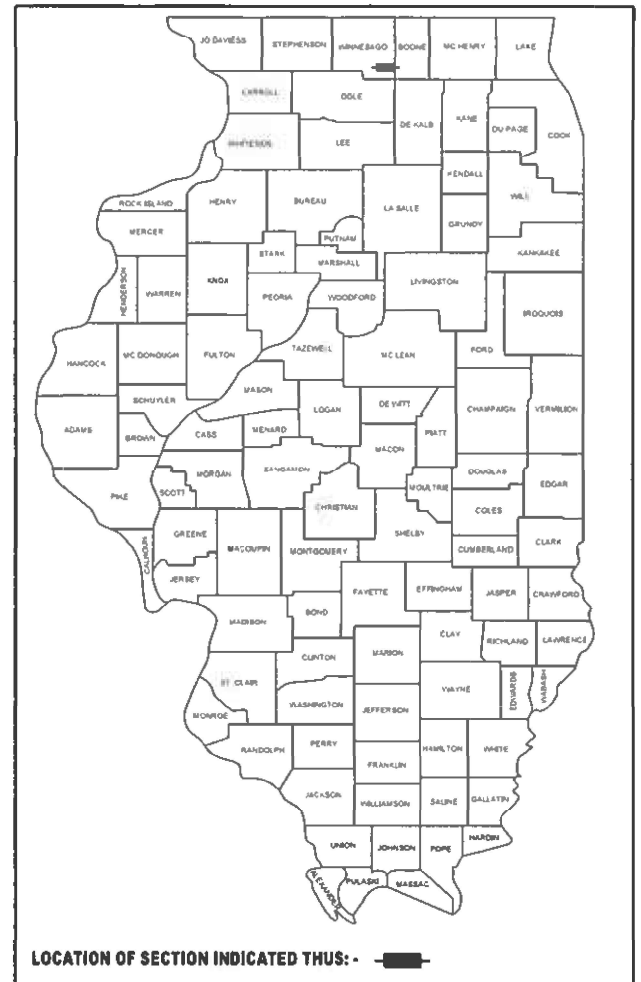 JO DAVIESS STEPHENSON WINNEBAGO BOONE MC HENRY LAKE
CARROLL OGLE DE KALB KANE DU PAGE COOK
WHITESIDE LEE
KENDALL
ROCK ISLAND HENRY BUREAU LA SALLE GRUNDY WILL
MERCER PUTNAM
STARK MARSHALL KANKAKEE
HENDERSON WARREN KNOX PEORIA WOODFORD LIVINGSTON IROQUOIS
HANCOCK MC DONOUGH FULTON TAZEWELL MC LEAN FORD
MASON
SCHUYLER LOGAN DE WITT CHAMPAIGN VERMILION
ADAMS BROWN CASS MENARD MACON PIATT
MORGAN SANGAMON DOUGLAS EDGAR
PIKE SCOTT CHRISTIAN MOULTRIE COLES
GREENE MACOUPIN MONTGOMERY SHELBY CUMBERLAND CLARK
CALHOUN JERSEY FAYETTE EFFINGHAM JASPER CRAWFORD
MADISON BOND CLAY RICHLAND LAWRENCE
CLINTON MARION
ST. CLAIR WASHINGTON WAYNE EDWARDS WABASH
MONROE JEFFERSON
RANDOLPH PERRY HAMILTON WHITE
FRANKLIN
JACKSON WILLIAMSON SALINE GALLATIN
UNION JOHNSON POPE HARDIN
ALEXANDER PULASKI MASSAC
LOCATION OF SECTION INDICATED THUS: -